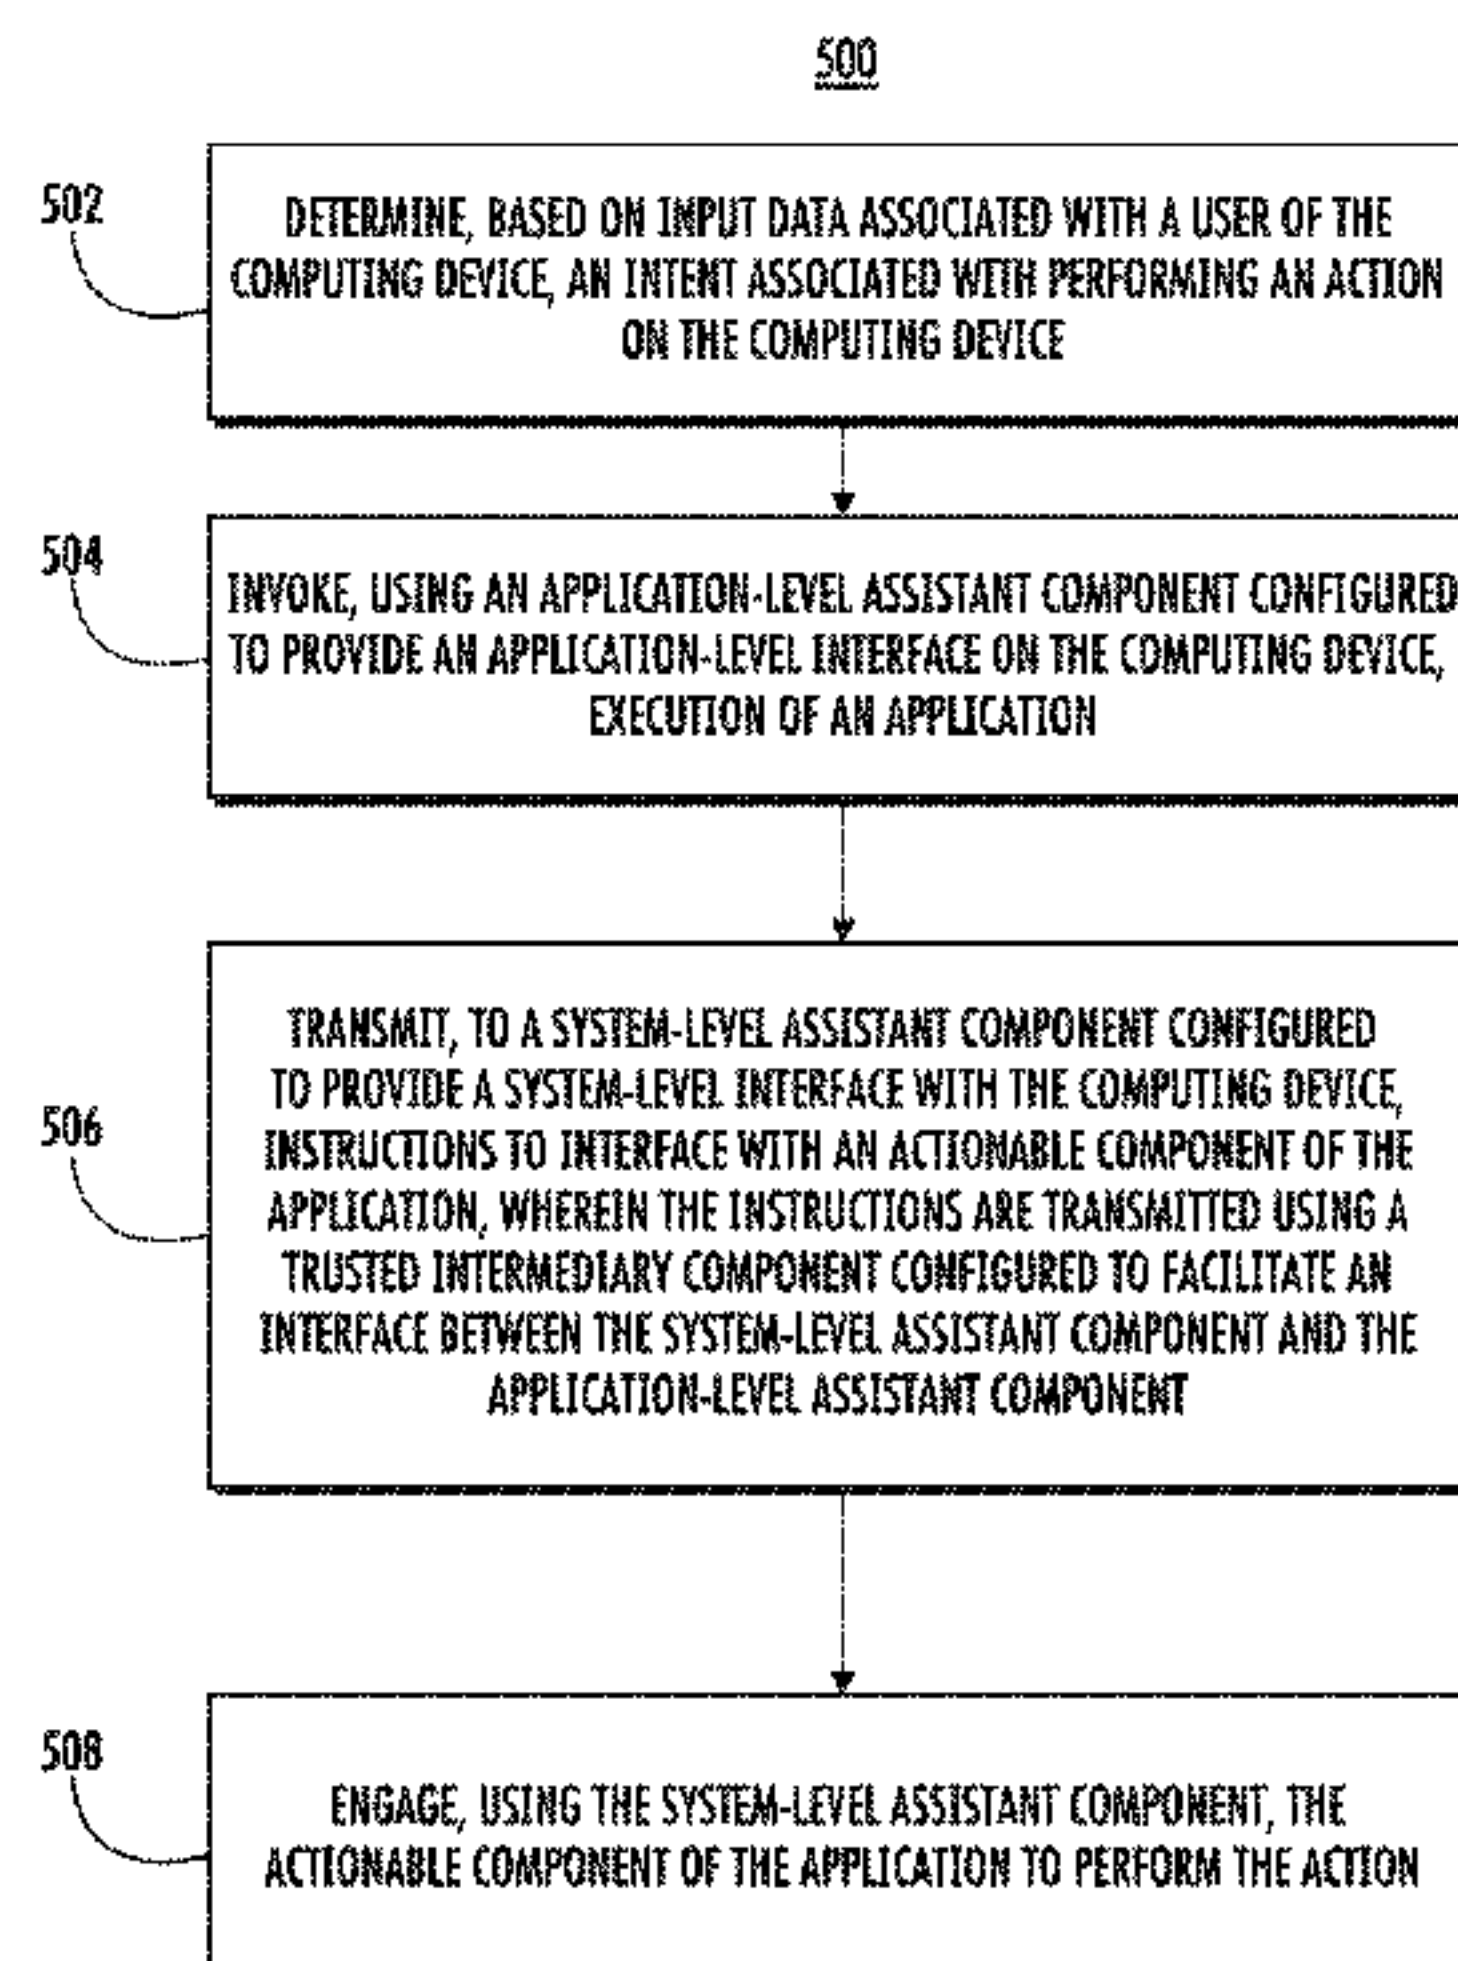 500
502
DETERMINE, BASED ON INPUT DATA ASSOCIATED WITH A USER OF THE
COMPUTING DEVICE, AN INTENT ASSOCIATED WITH PERFORMING AN ACTION
ON THE COMPUTING DEVICE
504
INVOKE, USING AN APPLICATION-LEVEL ASSISTANT COMPONENT CONFIGURED
TO PROVIDE AN APPLICATION-LEVEL INTERFACE ON THE COMPUTING DEVICE,
EXECUTION OF AN APPLICATION
506
TRANSMIT, TO A SYSTEM-LEVEL ASSISTANT COMPONENT CONFIGURED
TO PROVIDE A SYSTEM-LEVEL INTERFACE WITH THE COMPUTING DEVICE,
INSTRUCTIONS TO INTERFACE WITH AN ACTIONABLE COMPONENT OF THE
APPLICATION, WHEREIN THE INSTRUCTIONS ARE TRANSMITTED USING A
TRUSTED INTERMEDIARY COMPONENT CONFIGURED TO FACILITATE AN
INTERFACE BETWEEN THE SYSTEM-LEVEL ASSISTANT COMPONENT AND THE
APPLICATION-LEVEL ASSISTANT COMPONENT
508
ENGAGE, USING THE SYSTEM-LEVEL ASSISTANT COMPONENT, THE
ACTIONABLE COMPONENT OF THE APPLICATION TO PERFORM THE ACTION